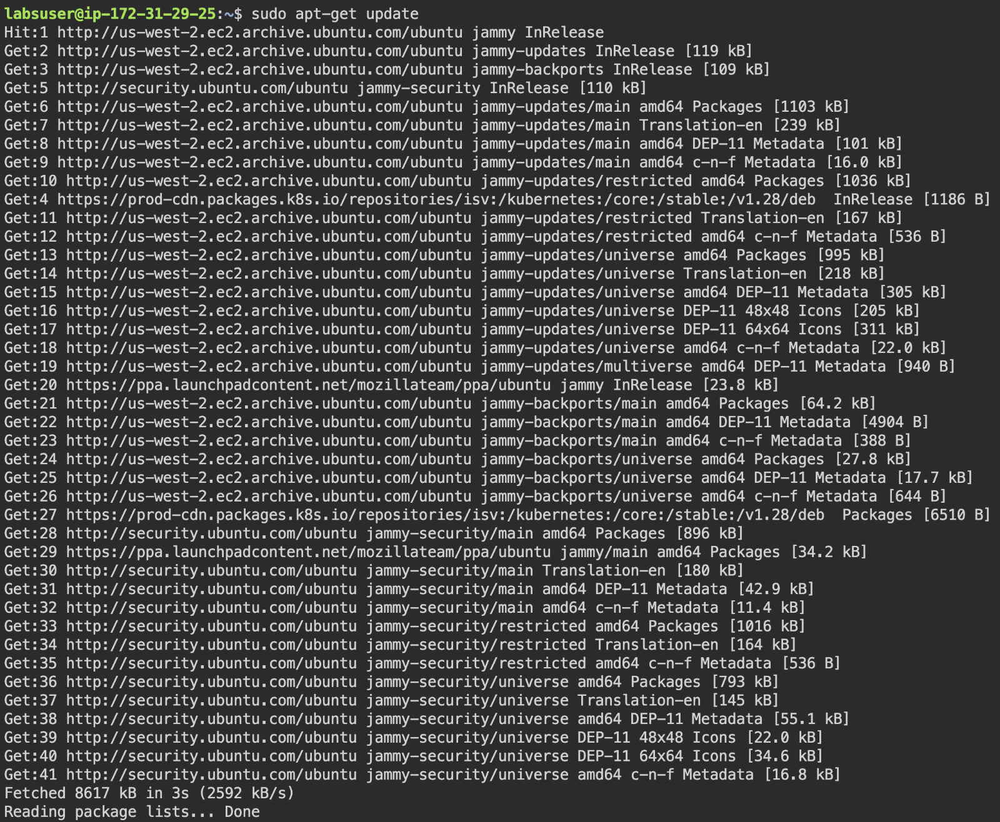 labsuser@ip-172-31-29-25:~$ sudo apt-get update
Hit:1 http://us-west-2.ec2.archive.ubuntu.com/ubuntu jammy InRelease
Get:2 http://us-west-2.ec2.archive.ubuntu.com/ubuntu jammy-updates InRelease [119 kB]
Get:3 http://us-west-2.ec2.archive.ubuntu.com/ubuntu jammy-backports InRelease [109 kB]
Get:5 http://security.ubuntu.com/ubuntu jammy-security InRelease [110 kB]
Get:6 http://us-west-2.ec2.archive.ubuntu.com/ubuntu jammy-updates/main amd64 Packages [1103 kB]
Get:7 http://us-west-2.ec2.archive.ubuntu.com/ubuntu jammy-updates/main Translation-en [239 kB]
Get:8 http://us-west-2.ec2.archive.ubuntu.com/ubuntu jammy-updates/main amd64 DEP-11 Metadata [101 kB]
Get:9 http://us-west-2.ec2.archive.ubuntu.com/ubuntu jammy-updates/main amd64 c-n-f Metadata [16.0 kB]
Get:10 http://us-west-2.ec2.archive.ubuntu.com/ubuntu jammy-updates/restricted amd64 Packages [1036 kB]
Get:4 https://prod-cdn.packages.k8s.io/repositories/isv:/kubernetes:/core:/stable:/v1.28/deb  InRelease [1186 B]
Get:11 http://us-west-2.ec2.archive.ubuntu.com/ubuntu jammy-updates/restricted Translation-en [167 kB]
Get:12 http://us-west-2.ec2.archive.ubuntu.com/ubuntu jammy-updates/restricted amd64 c-n-f Metadata [536 B]
Get:13 http://us-west-2.ec2.archive.ubuntu.com/ubuntu jammy-updates/universe amd64 Packages [995 kB]
Get:14 http://us-west-2.ec2.archive.ubuntu.com/ubuntu jammy-updates/universe Translation-en [218 kB]
Get:15 http://us-west-2.ec2.archive.ubuntu.com/ubuntu jammy-updates/universe amd64 DEP-11 Metadata [305 kB]
Get:16 http://us-west-2.ec2.archive.ubuntu.com/ubuntu jammy-updates/universe DEP-11 48x48 Icons [205 kB]
Get:17 http://us-west-2.ec2.archive.ubuntu.com/ubuntu jammy-updates/universe DEP-11 64x64 Icons [311 kB]
Get:18 http://us-west-2.ec2.archive.ubuntu.com/ubuntu jammy-updates/universe amd64 c-n-f Metadata [22.0 kB]
Get:19 http://us-west-2.ec2.archive.ubuntu.com/ubuntu jammy-updates/multiverse amd64 DEP-11 Metadata [940 B]
Get:20 https://ppa.launchpadcontent.net/mozillateam/ppa/ubuntu jammy InRelease [23.8 kB]
Get:21 http://us-west-2.ec2.archive.ubuntu.com/ubuntu jammy-backports/main amd64 Packages [64.2 kB]
Get:22 http://us-west-2.ec2.archive.ubuntu.com/ubuntu jammy-backports/main amd64 DEP-11 Metadata [4904 B]
Get:23 http://us-west-2.ec2.archive.ubuntu.com/ubuntu jammy-backports/main amd64 c-n-f Metadata [388 B]
Get:24 http://us-west-2.ec2.archive.ubuntu.com/ubuntu jammy-backports/universe amd64 Packages [27.8 kB]
Get:25 http://us-west-2.ec2.archive.ubuntu.com/ubuntu jammy-backports/universe amd64 DEP-11 Metadata [17.7 kB]
Get:26 http://us-west-2.ec2.archive.ubuntu.com/ubuntu jammy-backports/universe amd64 c-n-f Metadata [644 B]
Get:27 https://prod-cdn.packages.k8s.io/repositories/isv:/kubernetes:/core:/stable:/v1.28/deb  Packages [6510 B]
Get:28 http://security.ubuntu.com/ubuntu jammy-security/main amd64 Packages [896 kB]
Get:29 https://ppa.launchpadcontent.net/mozillateam/ppa/ubuntu jammy/main amd64 Packages [34.2 kB]
Get:30 http://security.ubuntu.com/ubuntu jammy-security/main Translation-en [180 kB]
Get:31 http://security.ubuntu.com/ubuntu jammy-security/main amd64 DEP-11 Metadata [42.9 kB]
Get:32 http://security.ubuntu.com/ubuntu jammy-security/main amd64 c-n-f Metadata [11.4 kB]
Get:33 http://security.ubuntu.com/ubuntu jammy-security/restricted amd64 Packages [1016 kB]
Get:34 http://security.ubuntu.com/ubuntu jammy-security/restricted Translation-en [164 kB]
Get:35 http://security.ubuntu.com/ubuntu jammy-security/restricted amd64 c-n-f Metadata [536 B]
Get:36 http://security.ubuntu.com/ubuntu jammy-security/universe amd64 Packages [793 kB]
Get:37 http://security.ubuntu.com/ubuntu jammy-security/universe Translation-en [145 kB]
Get:38 http://security.ubuntu.com/ubuntu jammy-security/universe amd64 DEP-11 Metadata [55.1 kB]
Get:39 http://security.ubuntu.com/ubuntu jammy-security/universe DEP-11 48x48 Icons [22.0 kB]
Get:40 http://security.ubuntu.com/ubuntu jammy-security/universe DEP-11 64x64 Icons [34.6 kB]
Get:41 http://security.ubuntu.com/ubuntu jammy-security/universe amd64 c-n-f Metadata [16.8 kB]
Fetched 8617 kB in 3s (2592 kB/s)
Reading package lists... Done